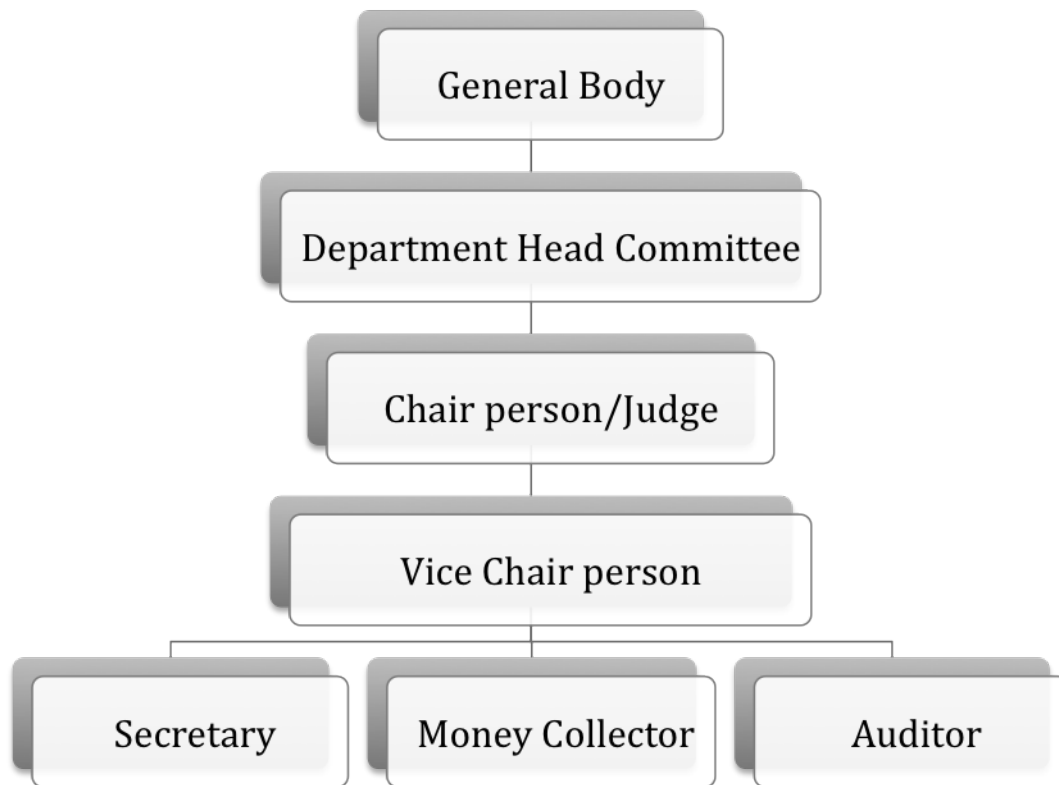 General Body
Department Head Committee
Chair person/Judge
Vice Chair person
Secretary
Money Collector
Auditor